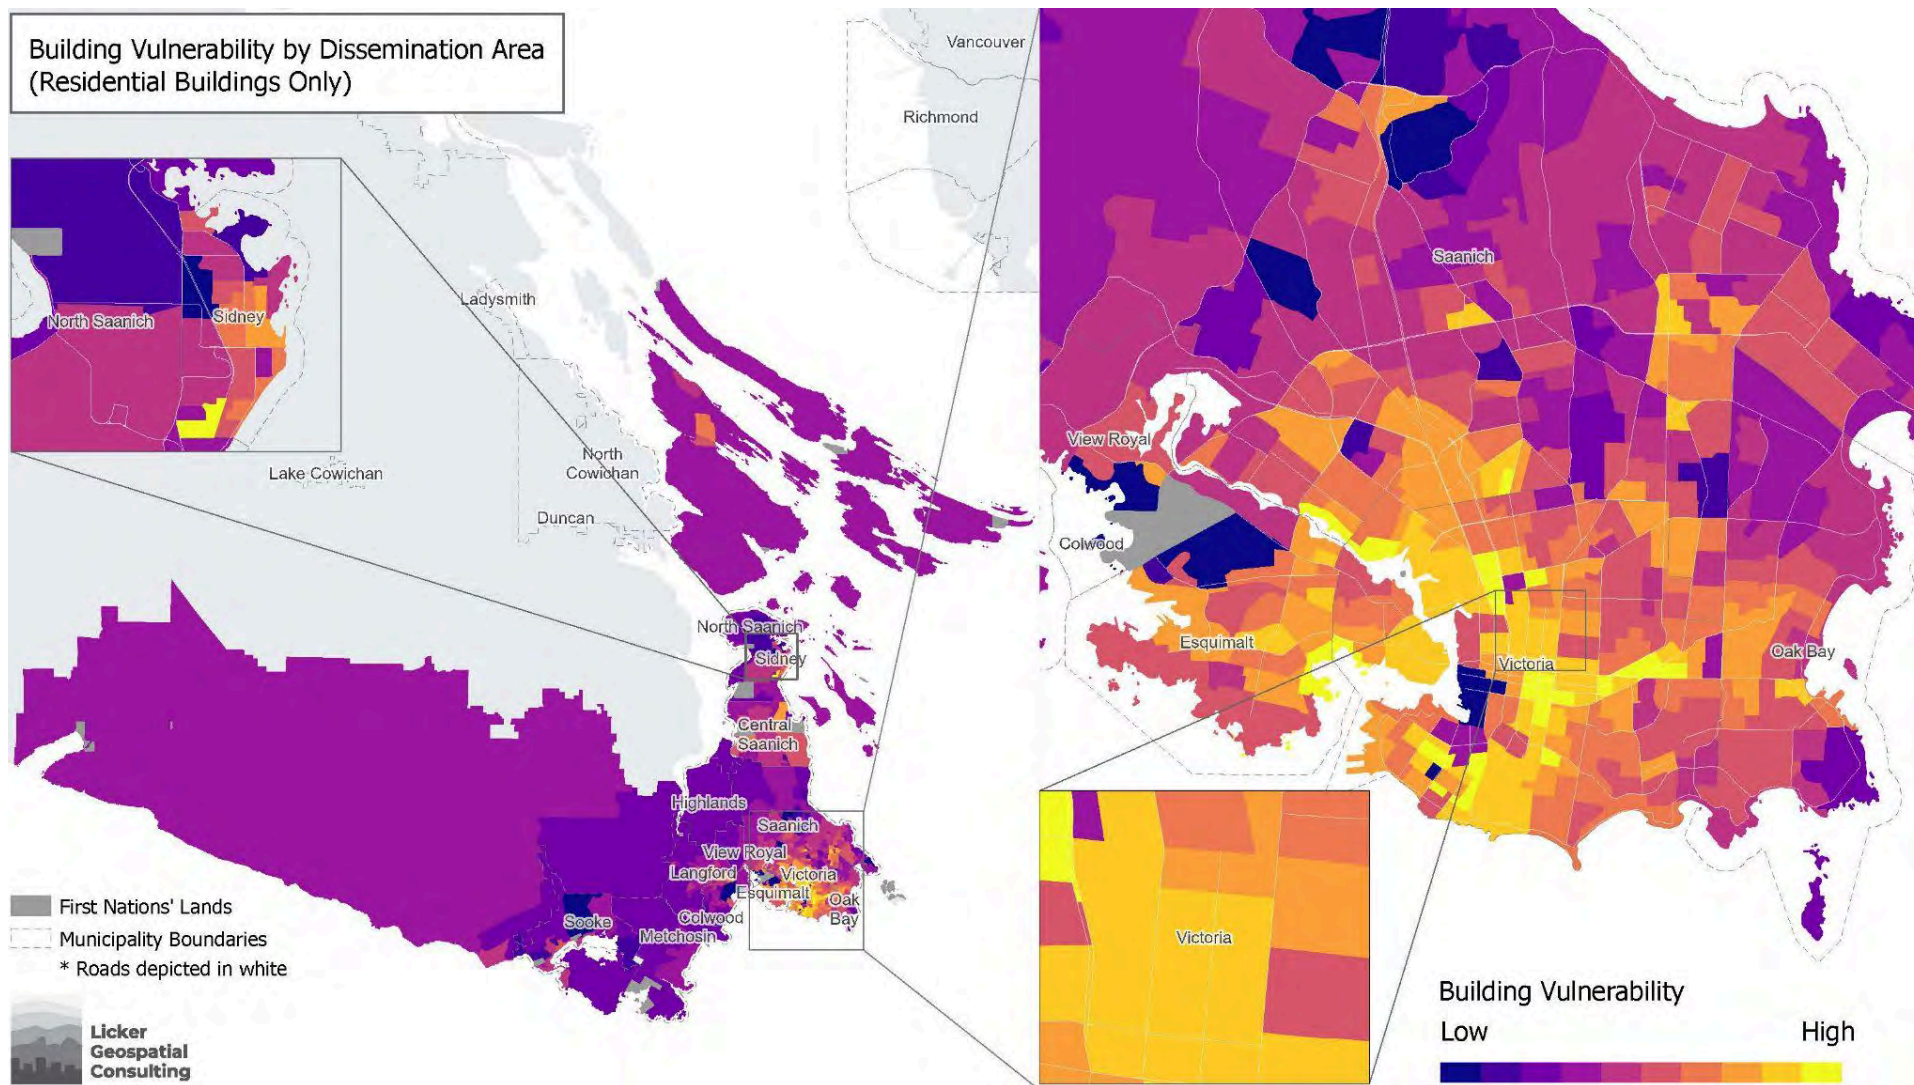 Building Vulnerability by Dissemination Area
(Residential Buildings Only)
Vancouver
Richmond
North Saanich
Sidney
Ladysmith
Lake Cowichan
North
Cowichan
Duncan
North Saanich
Sidney
Central
Saanich
Highlands
Saanich
View Royal
Langford
Victoria
Esquimalt
Oak
Bay
Colwood
Sooke
Metchosin
First Nations' Lands
Municipality Boundaries
* Roads depicted in white
Licker
Geospatial
Consulting
Saanich
View Royal
Colwood
Esquimalt
Victoria
Oak Bay
Victoria
Building Vulnerability
Low
High